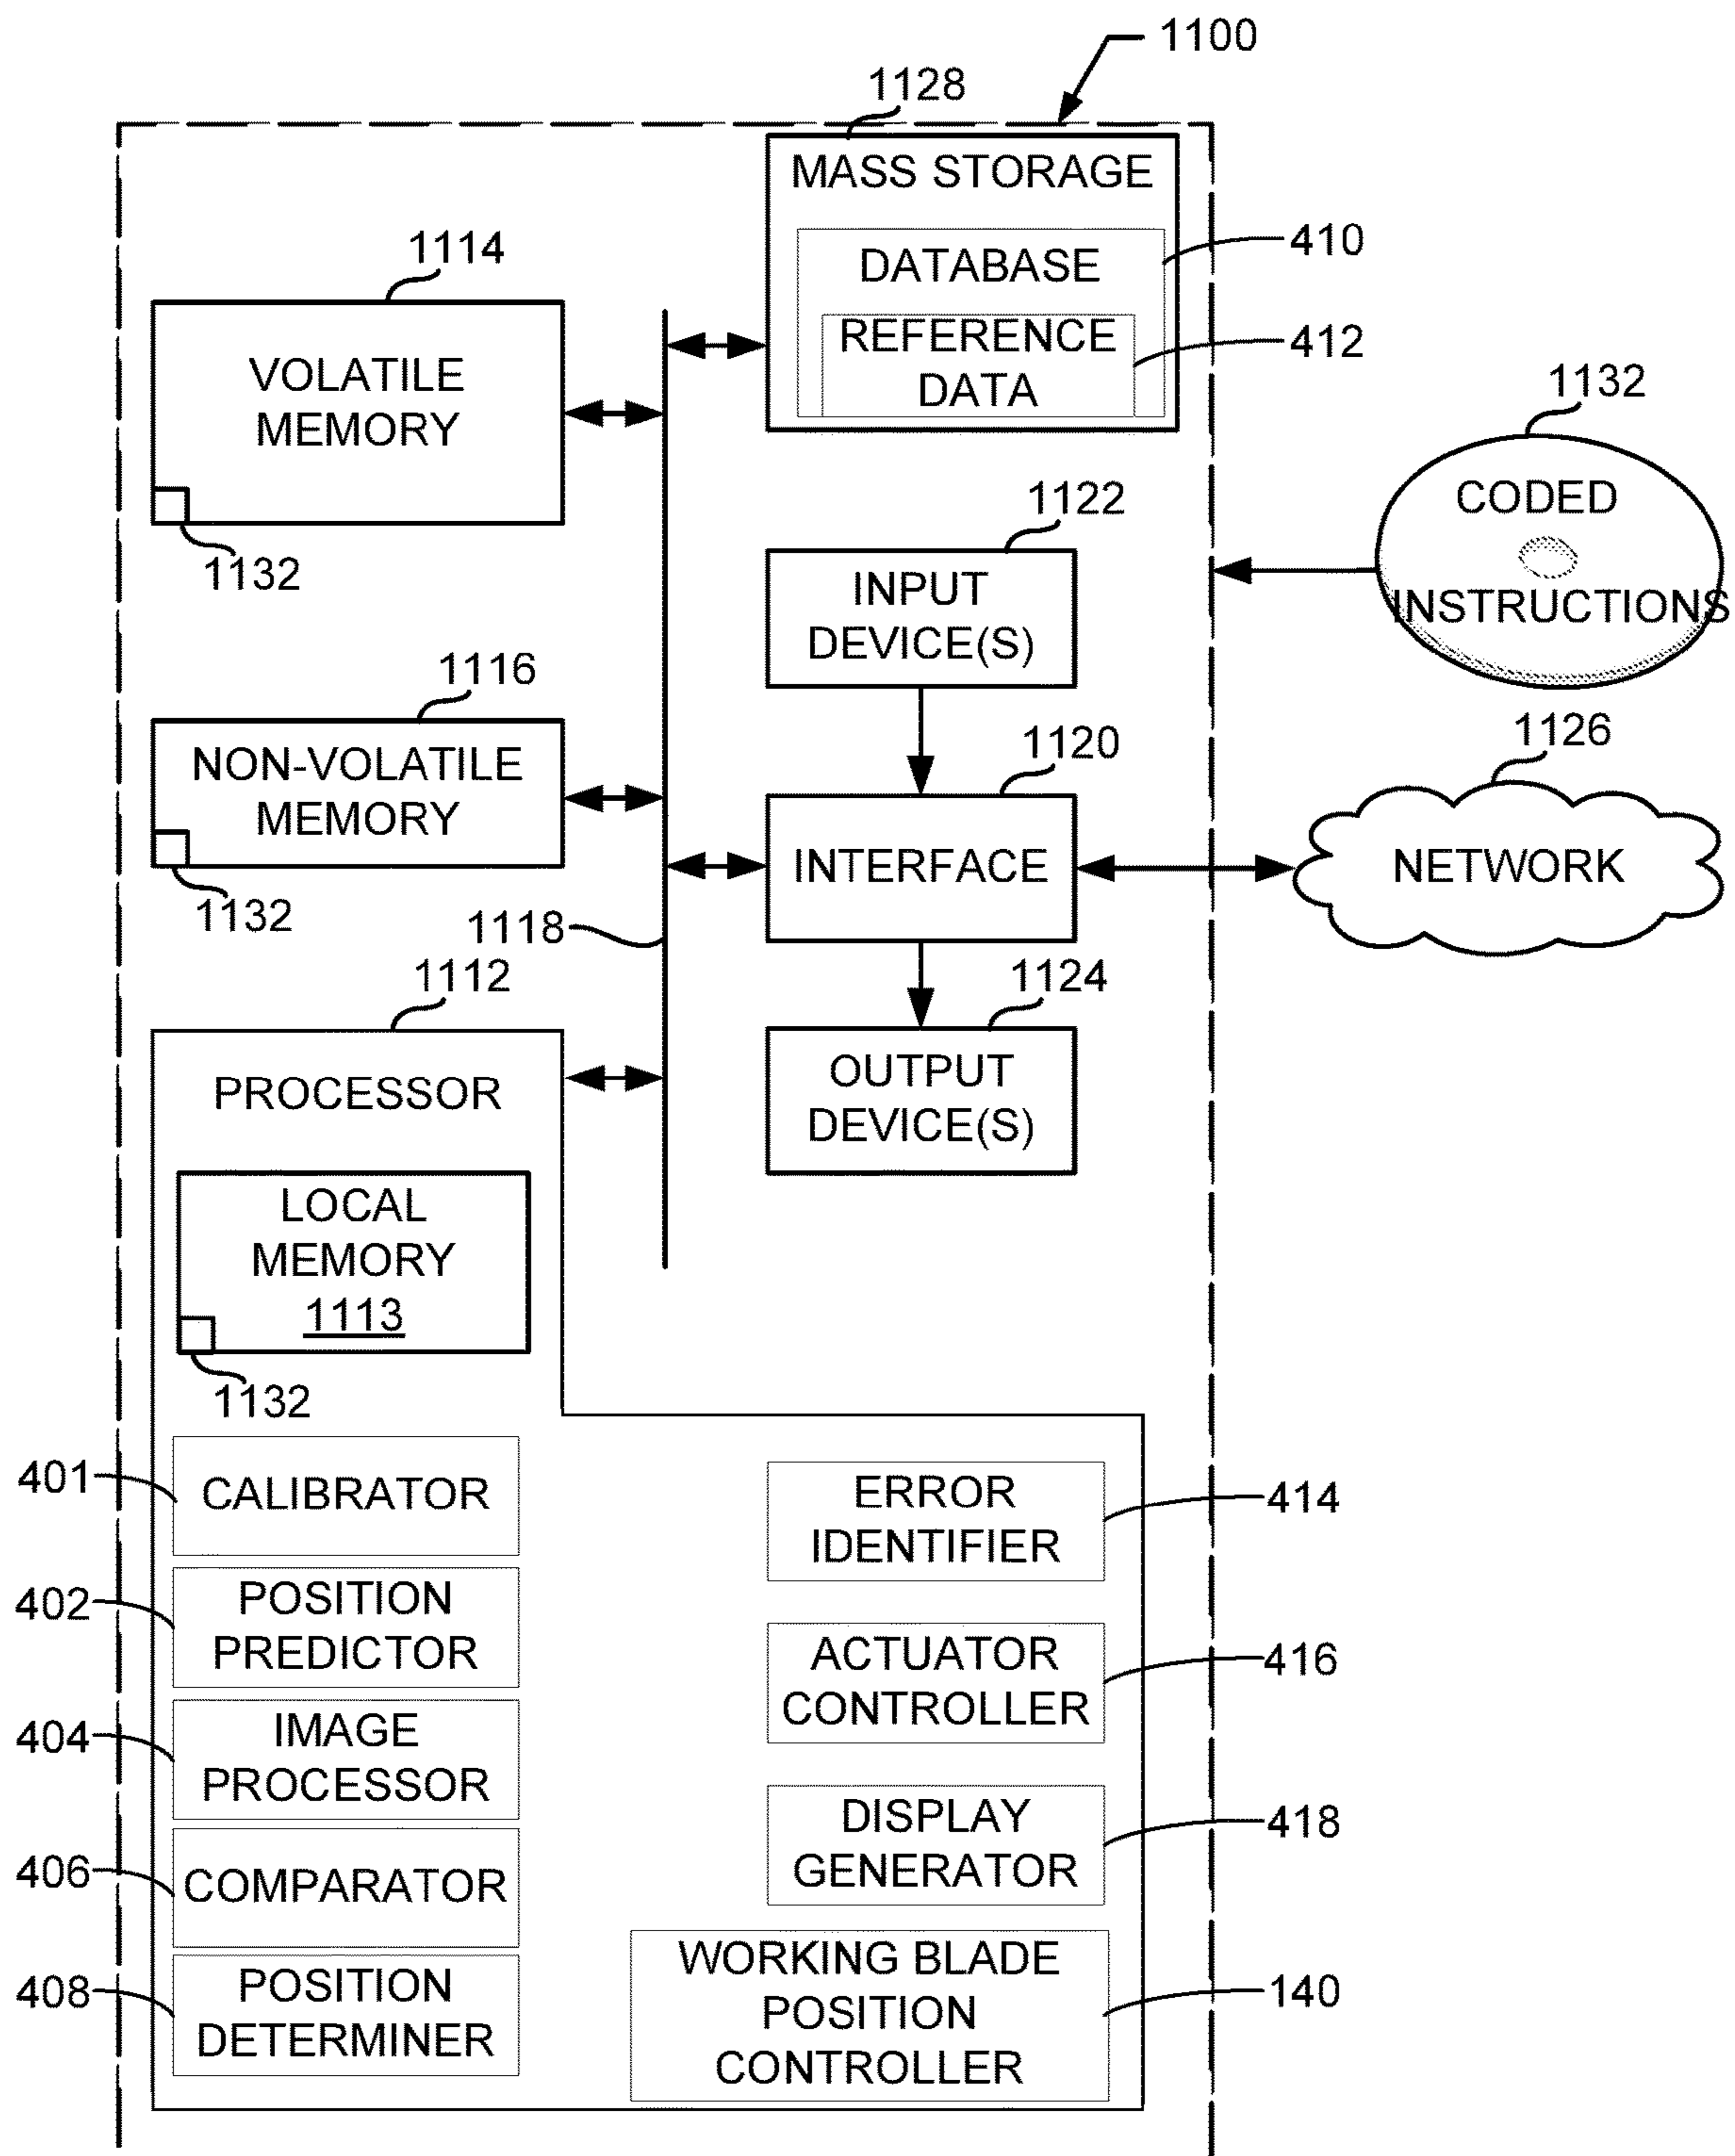 1100
1128
MASS STORAGE
DATABASE
410
REFERENCE
DATA
412
1114
VOLATILE
MEMORY
1132
1132
CODED
INSTRUCTIONS
1122
INPUT
DEVICE(S)
1116
NON-VOLATILE
MEMORY
1132
1120
INTERFACE
1126
NETWORK
1118
1112
PROCESSOR
1124
OUTPUT
DEVICE(S)
LOCAL
MEMORY
1113
1132
401
CALIBRATOR
402
POSITION
PREDICTOR
404
IMAGE
PROCESSOR
406
COMPARATOR
408
POSITION
DETERMINER
ERROR
IDENTIFIER
414
ACTUATOR
CONTROLLER
416
DISPLAY
GENERATOR
418
WORKING BLADE
POSITION
CONTROLLER
140